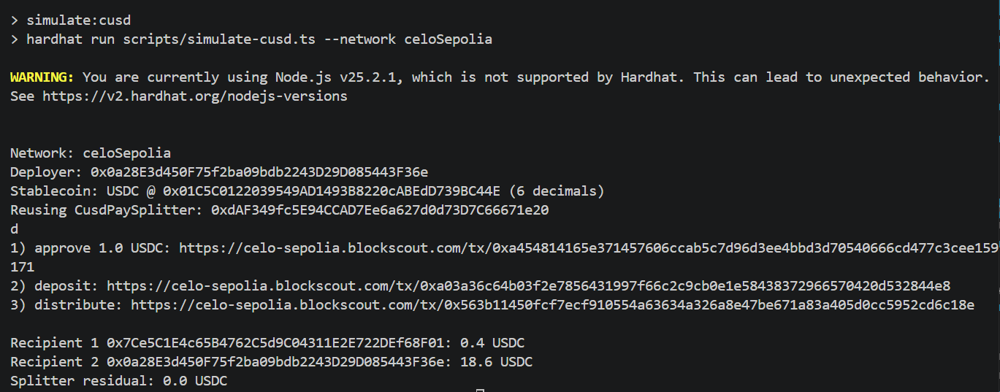 > simulate:cusd
> hardhat run scripts/simulate-cusd.ts --network celoSepolia
WARNING: You are currently using Node.js v25.2.1, which is not supported by Hardhat. This can lead to unexpected behavior.
See https://v2.hardhat.org/nodejs-versions
Network: celoSepolia
Deployer: 0x0a28E3d450F75f2ba09bdb2243D29D085443F36e
Stablecoin: USDC @ 0x01C5C0122039549AD1493B8220cABEdD739BC44E (6 decimals)
Reusing CusdPaySplitter: 0xdAF349fc5E94CCAD7Ee6a627d0d73D7C66671e20
d
1) approve 1.0 USDC: https://celo-sepolia.blockscout.com/tx/0xa454814165e371457606ccab5c7d96d3ee4bbd3d70540666cd477c3cee159
171
2) deposit: https://celo-sepolia.blockscout.com/tx/0xa03a36c64b03f2e7856431997f66c2c9cb0e1e58438372966570420d532844e8
3) distribute: https://celo-sepolia.blockscout.com/tx/0x563b11450fcf7ecf910554a63634a326a8e47be671a83a405d0cc5952cd6c18e
Recipient 1 0x7Ce5C1E4c65B4762C5d9C04311E2E722DEf68F01: 0.4 USDC
Recipient 2 0x0a28E3d450F75f2ba09bdb2243D29D085443F36e: 18.6 USDC
Splitter residual: 0.0 USDC